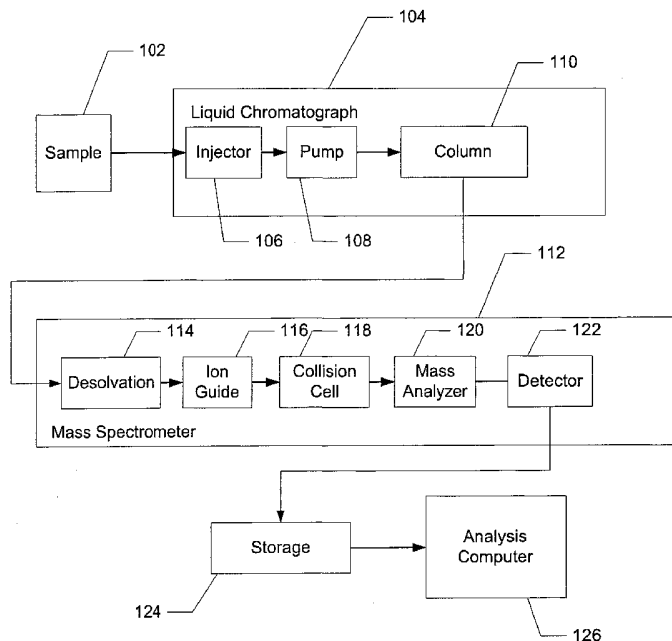 104
102
110
Liquid Chromatograph
Sample
Injector
Pump
Column
106
108
112
114
116
118
120
122
Desolvation
Ion
Guide
Collision
Cell
Mass
Analyzer
Detector
Mass Spectrometer
Storage
Analysis
Computer
124
126